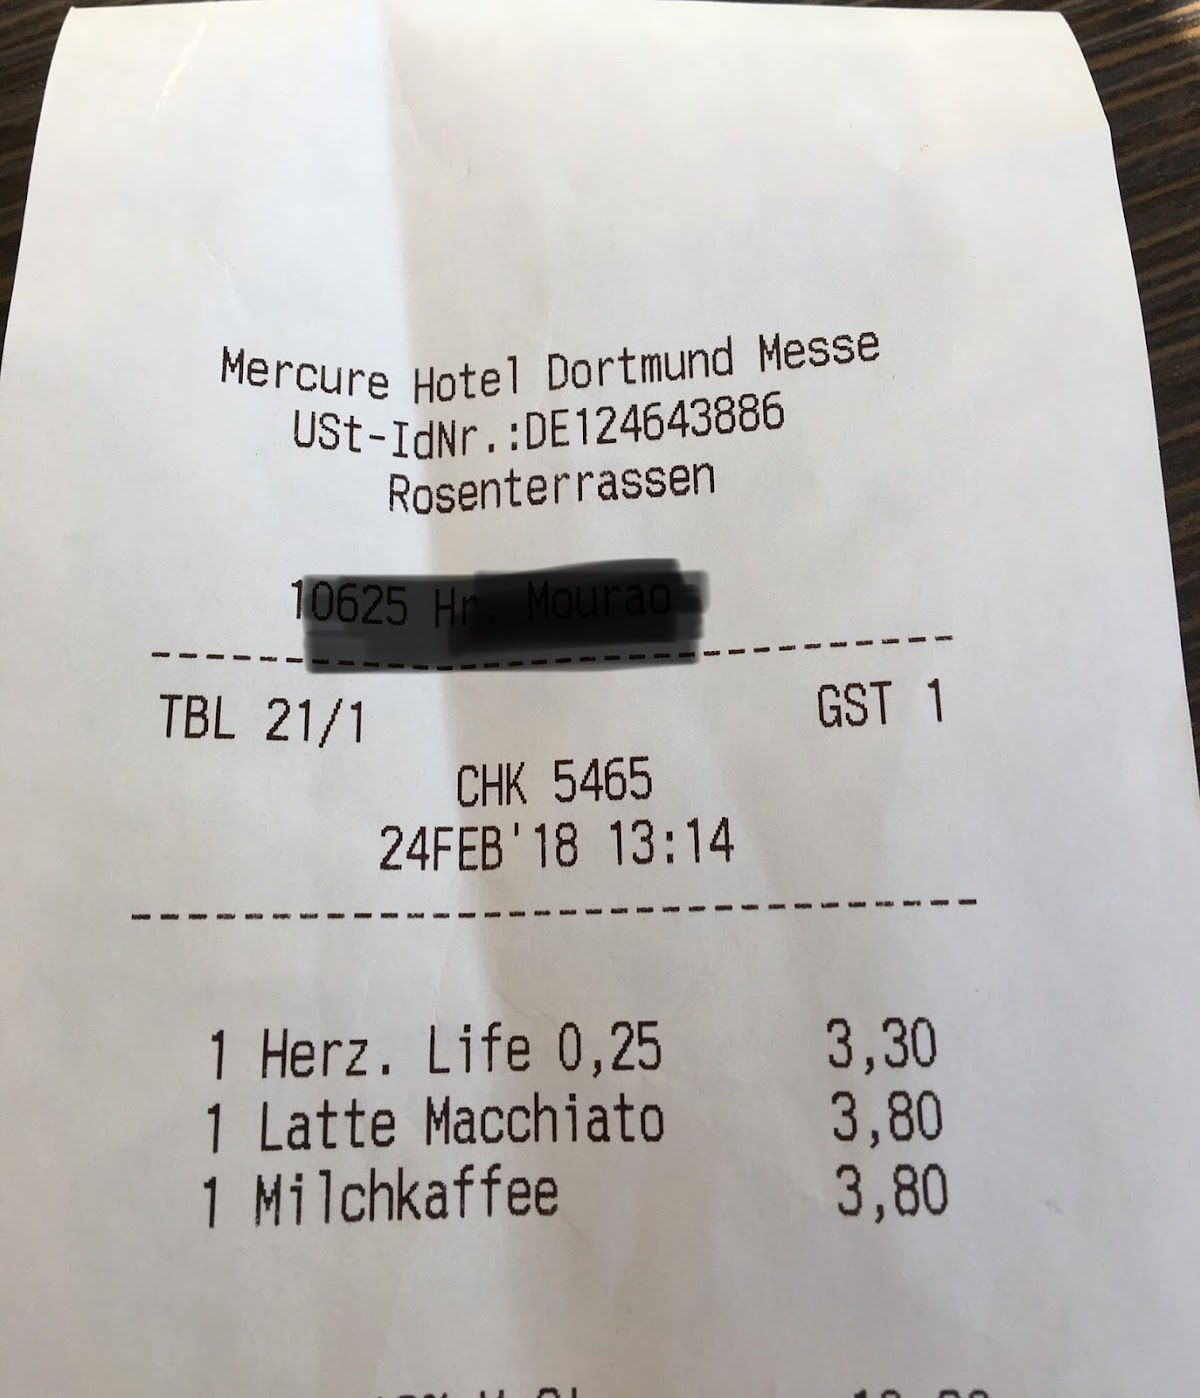 Mercure Hotel Dortmund Messe
USt-IdNr.:DE124643886
Rosenterrassen
10625 Hr. Mourao
TBL 21/1 GST 1
CHK 5465
24FEB'18 13:14
1 Herz. Life 0,25 3,30
1 Latte Macchiato 3,80
1 Milchkaffee 3,80